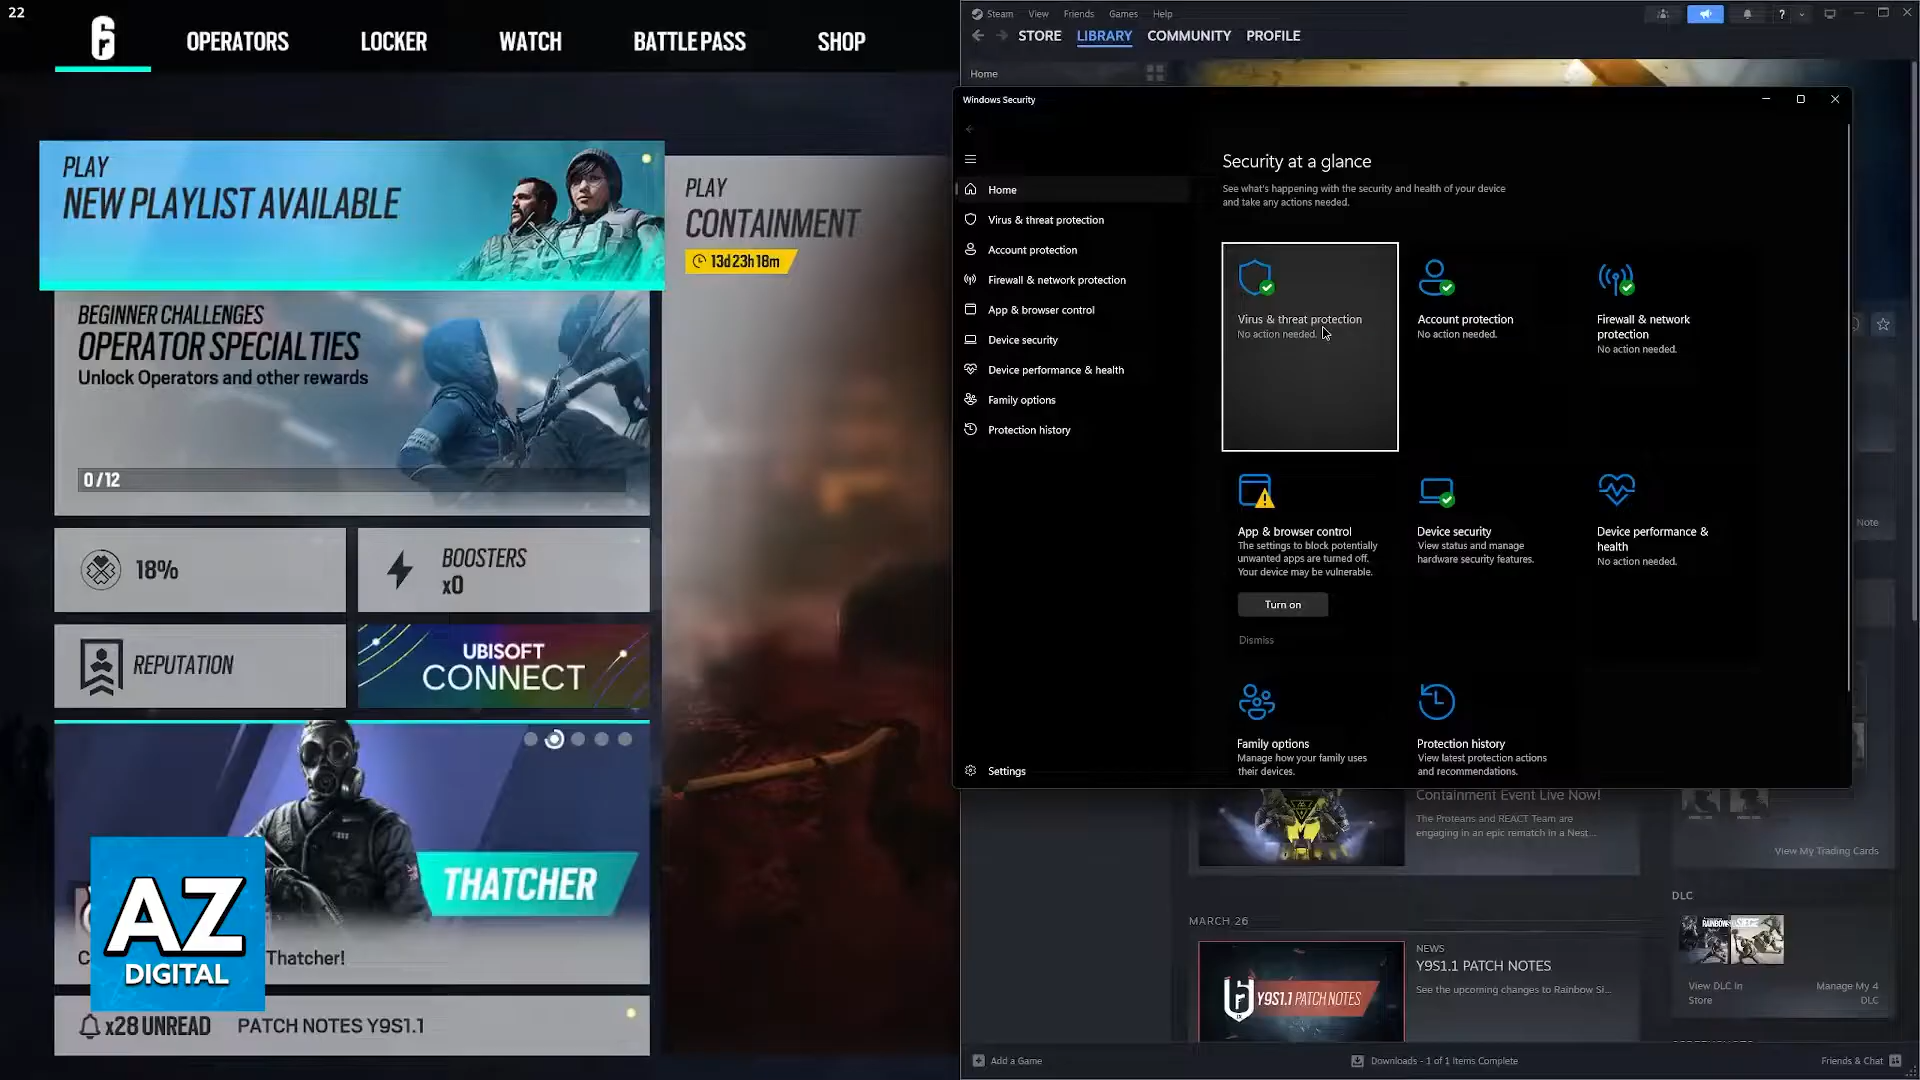 22
OPERATORS
LOCKER
WATCH
BATTLE PASS
SHOP
PLAY
NEW PLAYLIST AVAILABLE
PLAY
CONTAINMENT
13d 23h 18m
BEGINNER CHALLENGES
OPERATOR SPECIALTIES
Unlock Operators and other rewards
0/12
18%
BOOSTERS
x0
REPUTATION
UBISOFT
CONNECT
THATCHER
Thatcher!
AZ
DIGITAL
x28 UNREAD
PATCH NOTES Y9S1.1
Steam
View
Friends
Games
Help
STORE
LIBRARY
COMMUNITY
PROFILE
Home
Windows Security
Home
Virus & threat protection
Account protection
Firewall & network protection
App & browser control
Device security
Device performance & health
Family options
Protection history
Settings
Security at a glance
See what's happening with the security and health of your device
and take any actions needed.
Virus & threat protection
No action needed.
Account protection
No action needed.
Firewall & network
protection
No action needed.
App & browser control
The settings to block potentially
unwanted apps are turned off.
Your device may be vulnerable.
Turn on
Dismiss
Device security
View status and manage
hardware security features.
Device performance &
health
No action needed.
Family options
Manage how your family uses
their devices.
Protection history
View latest protection actions
and recommendations.
Note
Containment Event Live Now!
The Proteans and REACT Team are
engaging in an epic rematch in a Nest...
View My Trading Cards
DLC
MARCH 26
NEWS
Y9S1.1 PATCH NOTES
See the upcoming changes to Rainbow Si...
Y9S1.1 PATCH NOTES
View DLC In
Store
Manage My 4
DLC
Add a Game
Downloads - 1 of 1 Items Complete
Friends & Chat